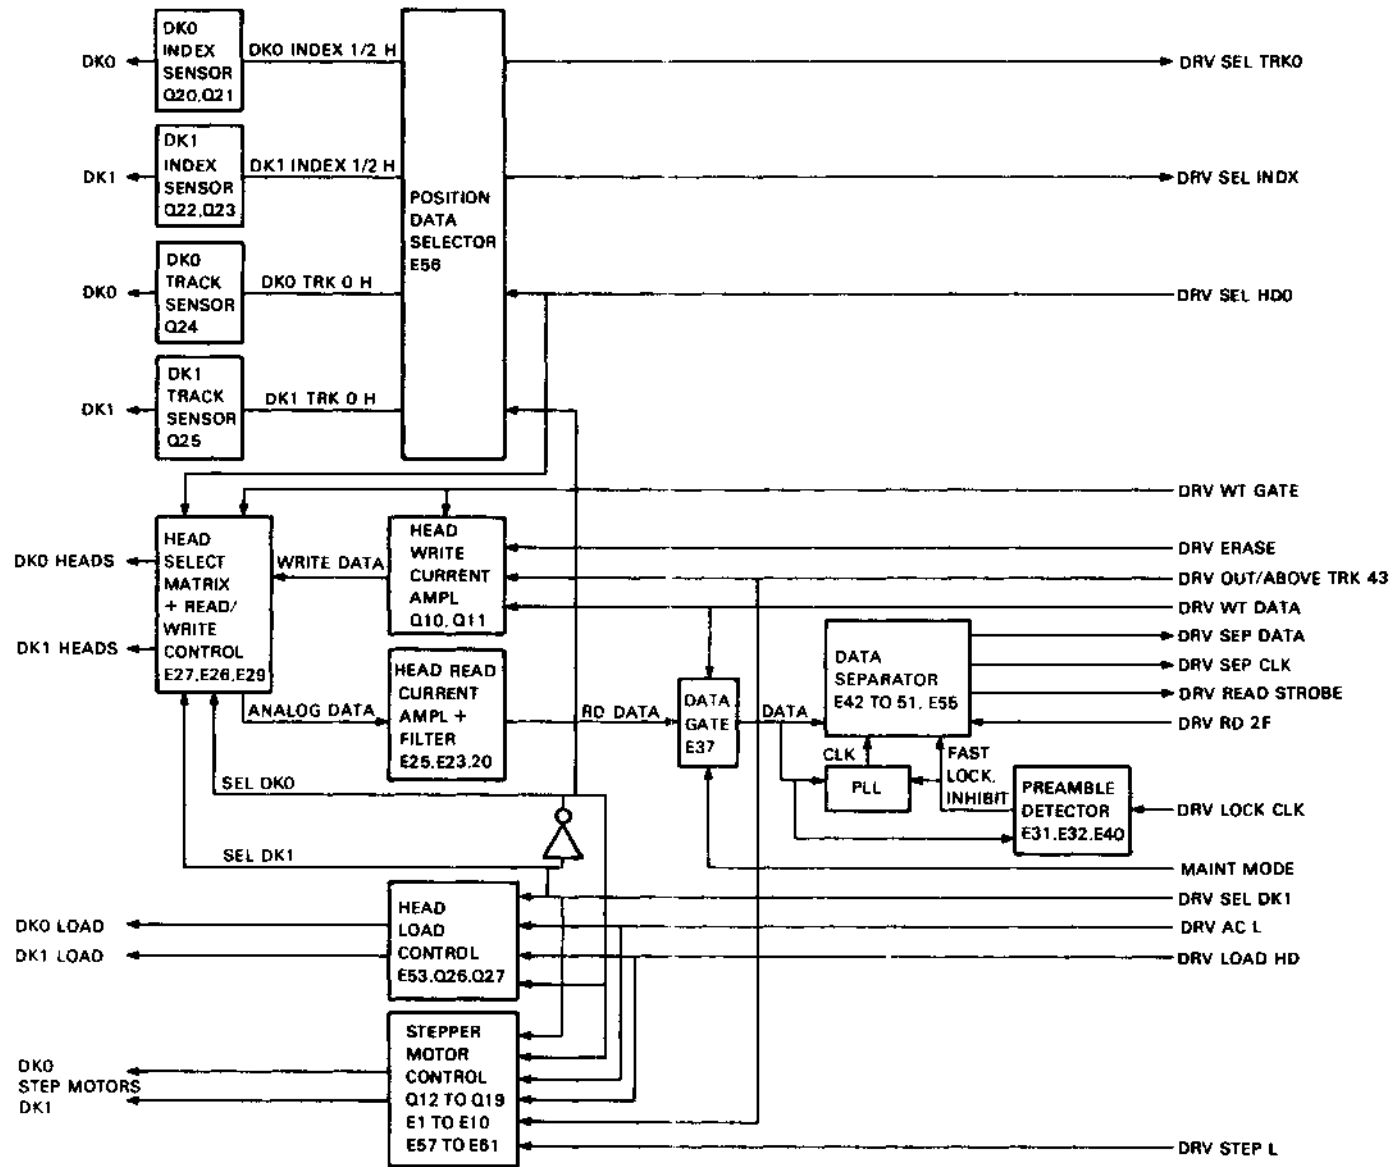 DK0
DK0
INDEX
SENSOR
Q20,Q21
DK0 INDEX 1/2 H
DRV SEL TRK0
DK1
DK1
INDEX
SENSOR
Q22,Q23
DK1 INDEX 1/2 H
POSITION
DATA
SELECTOR
E56
DRV SEL INDX
DK0
DK0
TRACK
SENSOR
Q24
DK0 TRK 0 H
DRV SEL HD0
DK1
DK1
TRACK
SENSOR
Q25
DK1 TRK 0 H
DRV WT GATE
DK0 HEADS
DK1 HEADS
HEAD
SELECT
MATRIX
+ READ/
WRITE
CONTROL
E27,E26,E29
WRITE DATA
HEAD
WRITE
CURRENT
AMPL
Q10, Q11
DRV ERASE
DRV OUT/ABOVE TRK 43
DRV WT DATA
ANALOG DATA
HEAD READ
CURRENT
AMPL +
FILTER
E25,E23,20
RD DATA
DATA
GATE
E37
DATA
DATA
SEPARATOR
E42 TO 51, E55
DRV SEP DATA
DRV SEP CLK
DRV READ STROBE
DRV RD 2F
CLK
FAST
LOCK,
INHIBIT
PLL
PREAMBLE
DETECTOR
E31,E32,E40
DRV LOCK CLK
SEL DK0
SEL DK1
MAINT MODE
DRV SEL DK1
DK0 LOAD
DK1 LOAD
HEAD
LOAD
CONTROL
E53,Q26,Q27
DRV AC L
DRV LOAD HD
DK0
STEP MOTORS
DK1
STEPPER
MOTOR
CONTROL
Q12 TO Q19
E1 TO E10
E57 TO E61
DRV STEP L